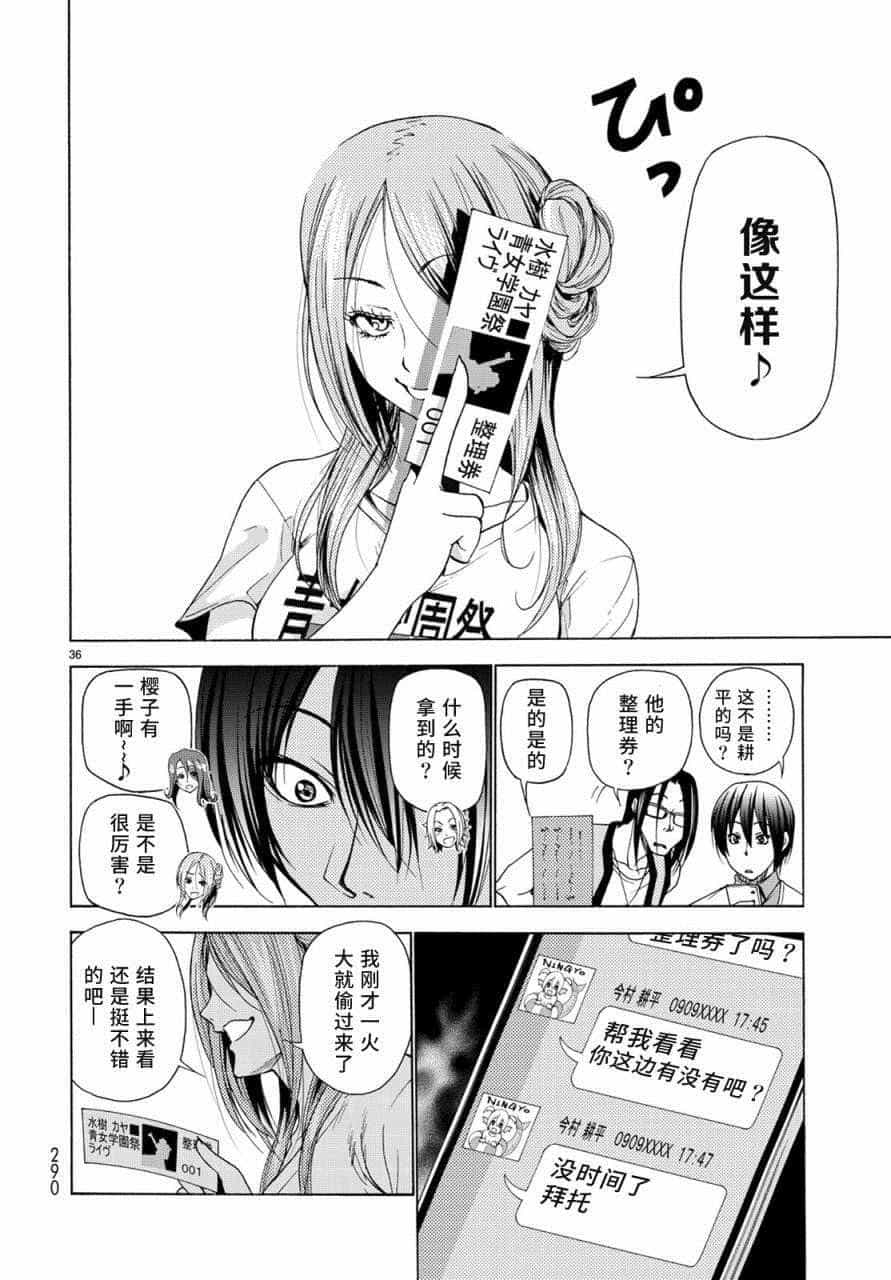 ぴっ
像这样♪
水樹 カヤ■
青女学園祭
ライヴ
001
整理券
36
………
这不是耕
平的吗？
他的
整理券？
是的是的
什么时候
拿到的？
樱子有
一手啊~♪
是不是
很厉害？
整理券了吗？
NiNGYo
今村 耕平 0909XXXX 17:45
帮我看看
你这边有没有吧？
NiNGYo
今村 耕平 0909XXXX 17:47
没时间了
拜托
我刚才一火
大就偷过来了
结果上来看
还是挺不错
的吧—
水樹 カヤ■
青女学園祭
ライヴ
001
290